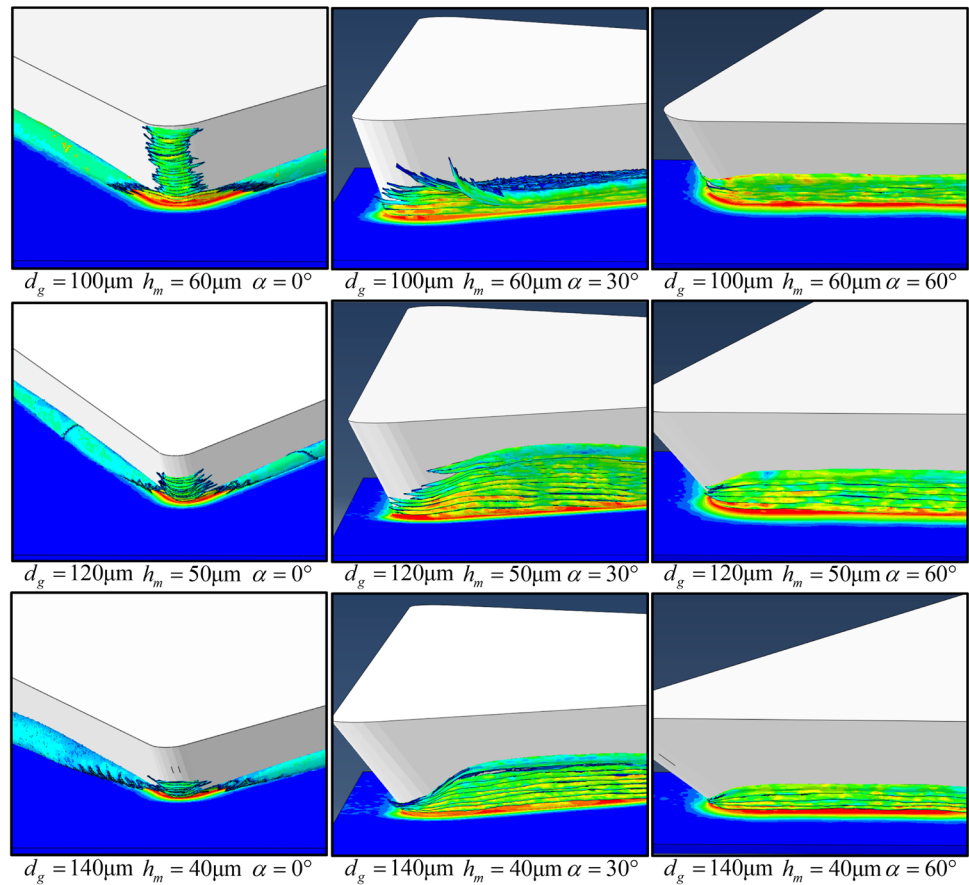 d_g = 100μm h_m = 60μm α = 0° d_g = 100μm h_m = 60μm α = 30° d_g = 100μm h_m = 60μm α = 60°
d_g = 120μm h_m = 50μm α = 0° d_g = 120μm h_m = 50μm α = 30° d_g = 120μm h_m = 50μm α = 60°
d_g = 140μm h_m = 40μm α = 0° d_g = 140μm h_m = 40μm α = 30° d_g = 140μm h_m = 40μm α = 60°